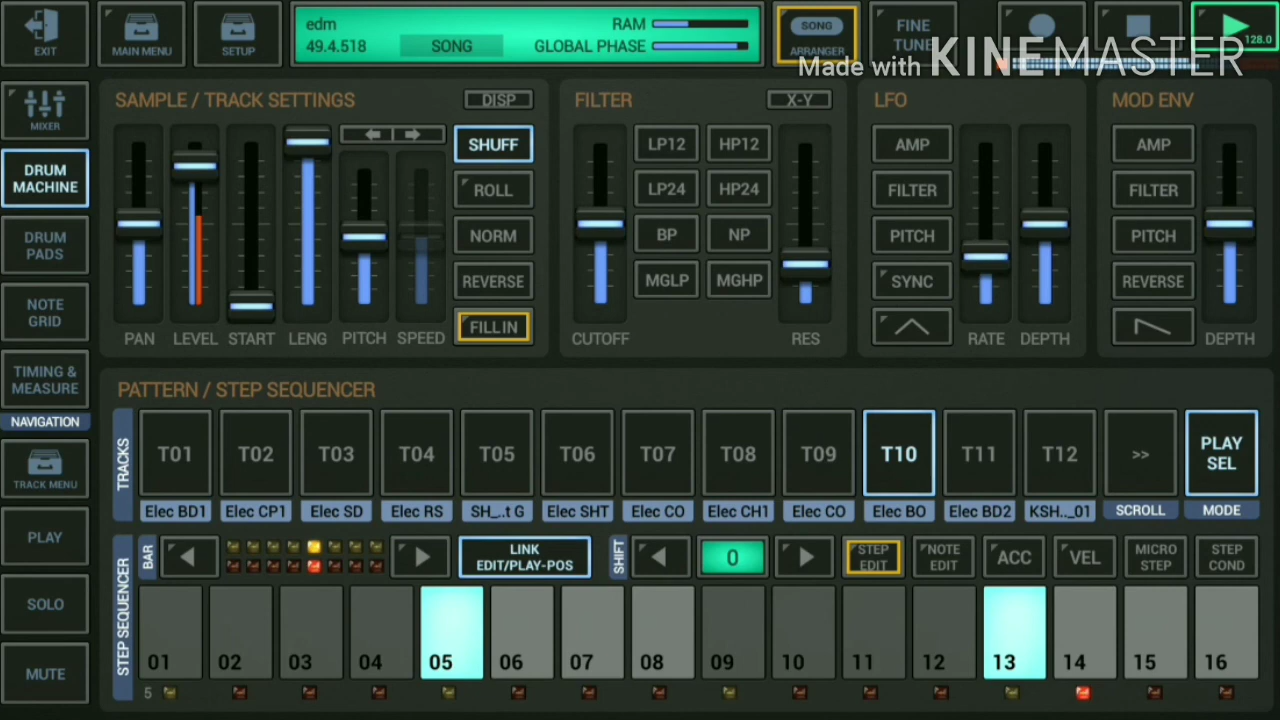 EXIT
MAIN MENU
SETUP
edm
49.4.518
SONG
RAM
GLOBAL PHASE
SONG
ARRANGER
FINE
TUNE
128.0
Made with KINEMASTER
MIXER
DRUM
MACHINE
DRUM
PADS
NOTE
GRID
TIMING &
MEASURE
NAVIGATION
TRACK MENU
PLAY
SOLO
MUTE
SAMPLE / TRACK SETTINGS
DISP
SHUFF
ROLL
NORM
REVERSE
FILL IN
PAN LEVEL START LENG PITCH SPEED
FILTER
X-Y
LP12 HP12
LP24 HP24
BP NP
MGLP MGHP
CUTOFF RES
LFO
AMP
FILTER
PITCH
SYNC
RATE DEPTH
MOD ENV
AMP
FILTER
PITCH
REVERSE
DEPTH
PATTERN / STEP SEQUENCER
TRACKS
T01 T02 T03 T04 T05 T06 T07 T08 T09 T10 T11 T12 >>
PLAY
SEL
Elec BD1 Elec CP1 Elec SD Elec RS SH_..t G Elec SHT Elec CO Elec CH1 Elec CO Elec BO Elec BD2 KSH.._01 SCROLL MODE
BAR
LINK
EDIT/PLAY-POS
SHIFT
0
STEP
EDIT
NOTE
EDIT
ACC
VEL
MICRO
STEP
STEP
COND
STEP SEQUENCER
01 02 03 04 05 06 07 08 09 10 11 12 13 14 15 16
5